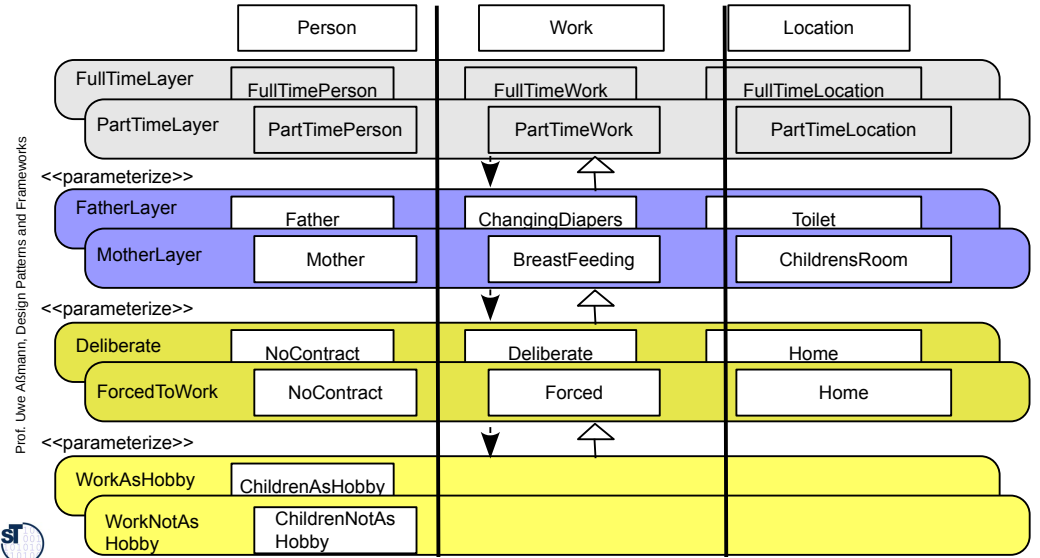 Person
Work
Location
FullTimeLayer
FullTimePerson
FullTimeWork
FullTimeLocation
PartTimeLayer
PartTimePerson
PartTimeWork
PartTimeLocation
<<parameterize>>
FatherLayer
Father
ChangingDiapers
Toilet
MotherLayer
Mother
BreastFeeding
ChildrensRoom
<<parameterize>>
Deliberate
NoContract
Deliberate
Home
ForcedToWork
NoContract
Forced
Home
<<parameterize>>
WorkAsHobby
ChildrenAsHobby
WorkNotAs
Hobby
ChildrenNotAs
Hobby
Prof. Uwe Aßmann, Design Patterns and Frameworks
sT